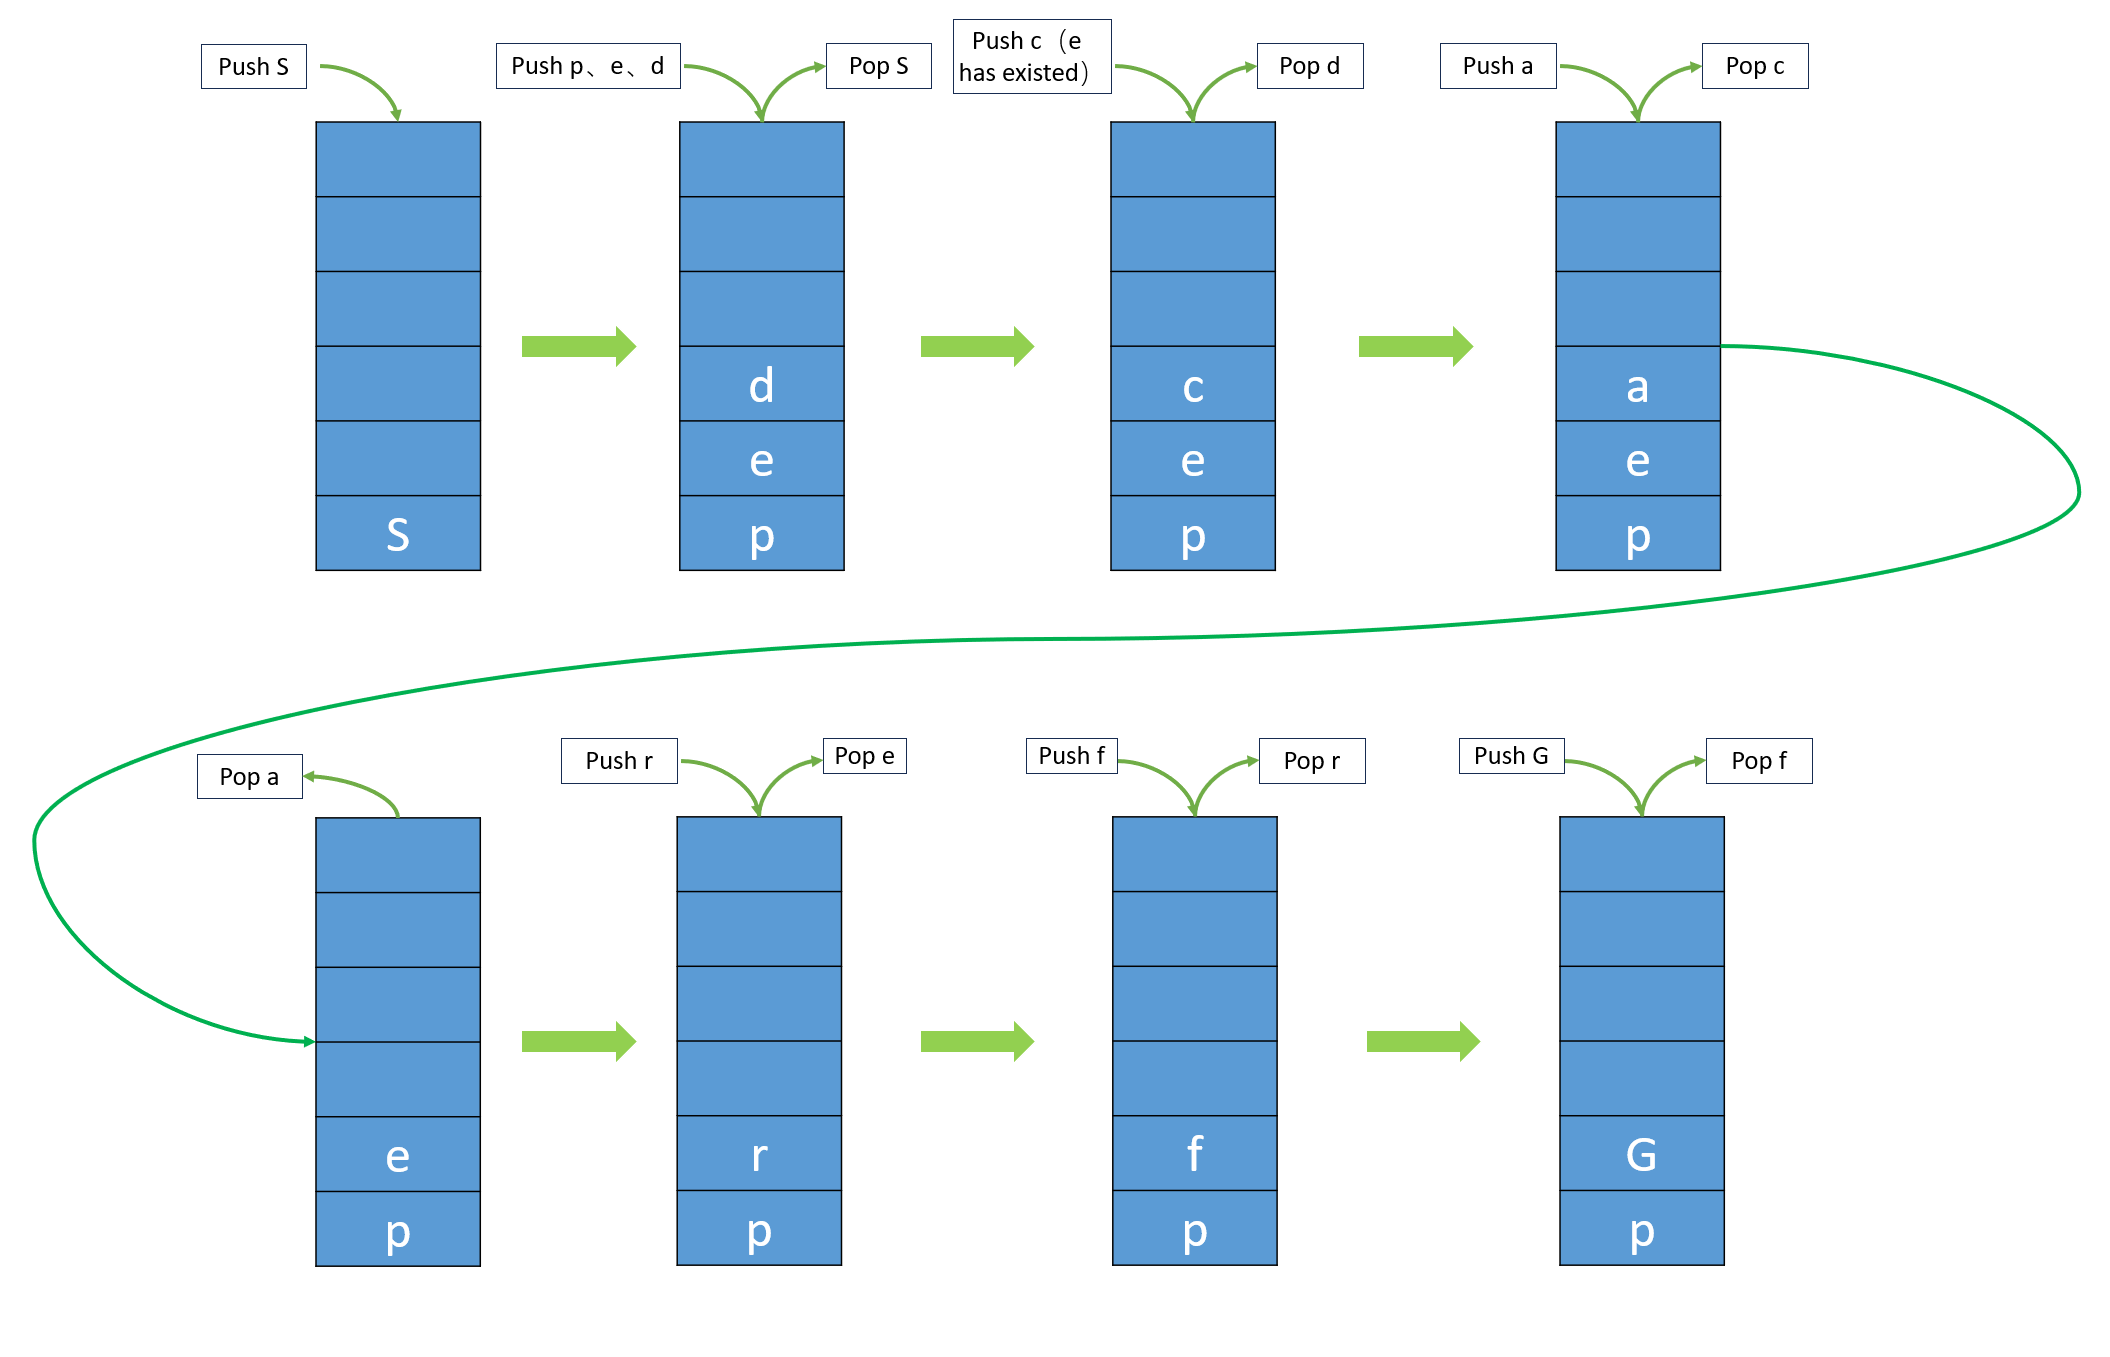 Push S
Push p、e、d
Pop S
Push c（e
has existed）
Pop d
Push a
Pop c
S
d
e
p
c
e
p
a
e
p
Pop a
Push r
Pop e
Push f
Pop r
Push G
Pop f
e
p
r
p
f
p
G
p